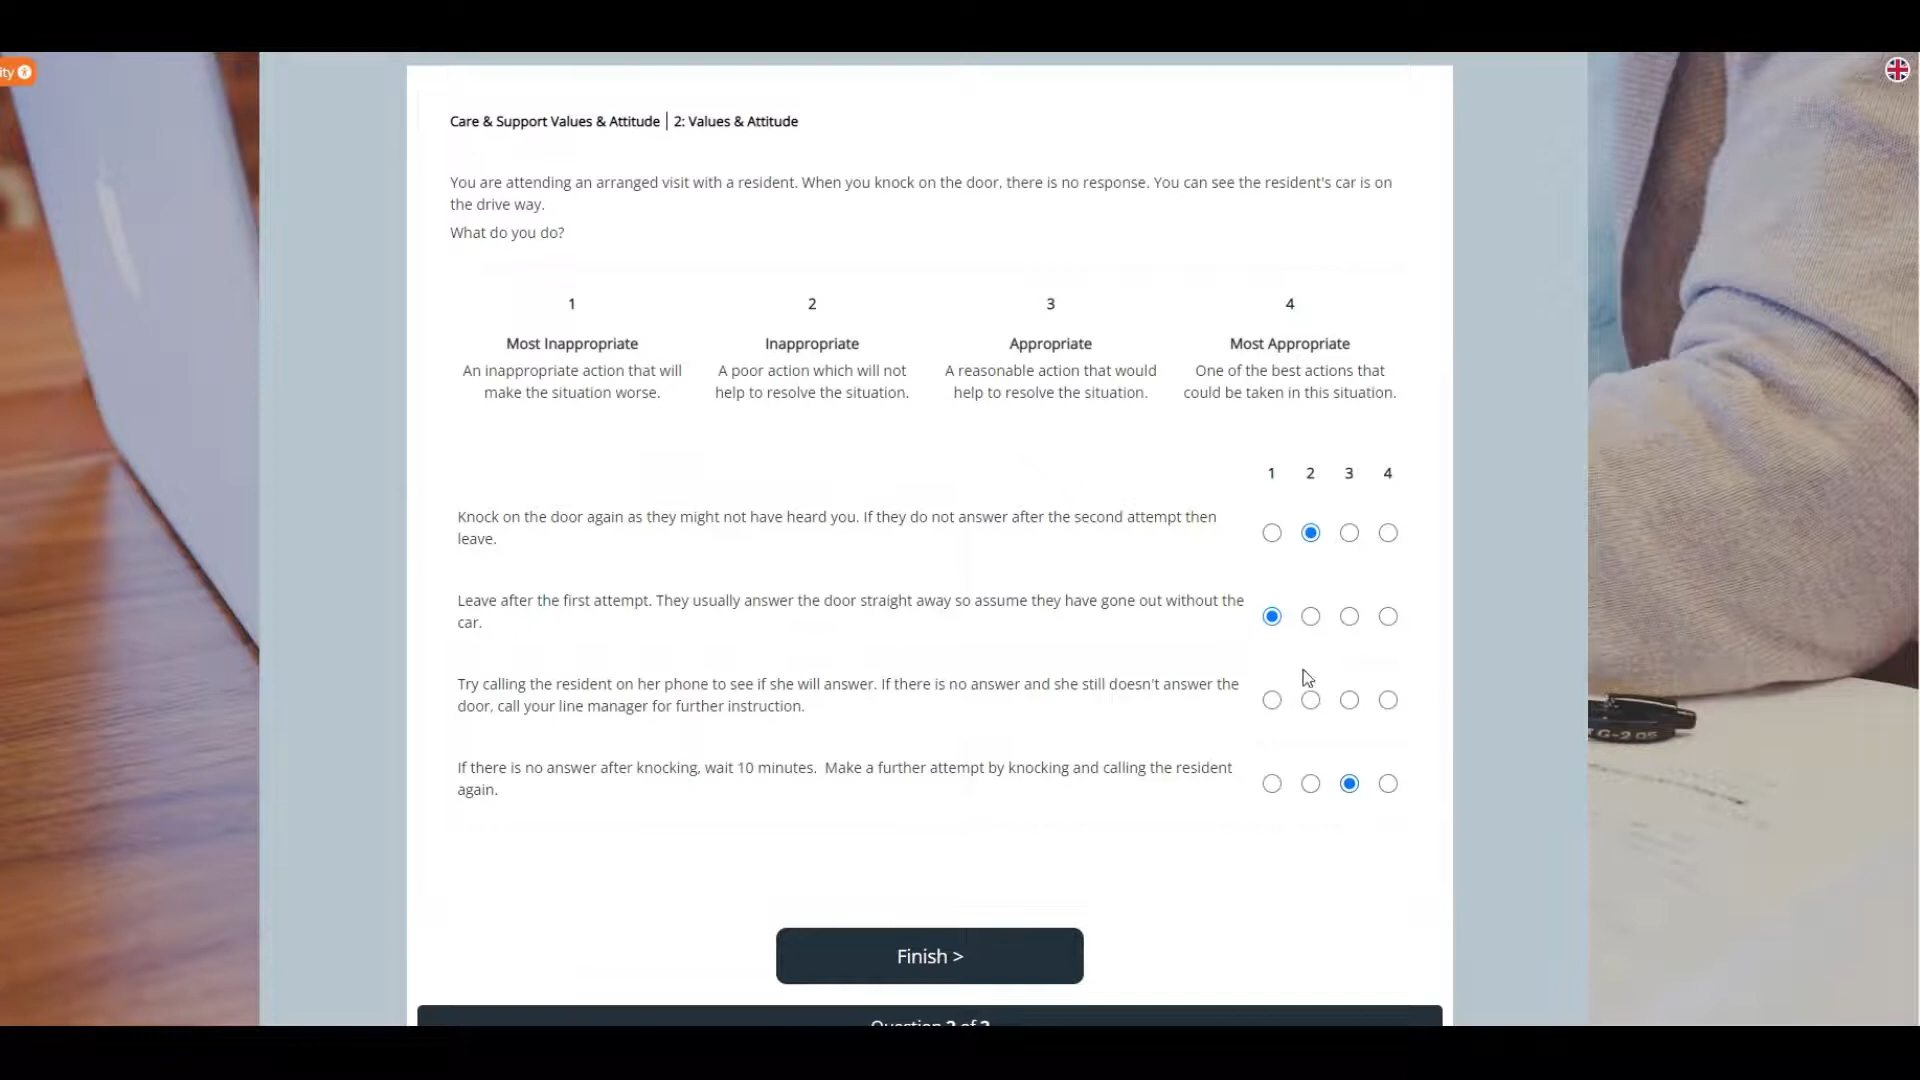 ity
Care & Support Values & Attitude | 2: Values & Attitude
You are attending an arranged visit with a resident. When you knock on the door, there is no response. You can see the resident's car is on
the drive way.
What do you do?
1 2 3 4
Most Inappropriate Inappropriate Appropriate Most Appropriate
An inappropriate action that will A poor action which will not A reasonable action that would One of the best actions that
make the situation worse. help to resolve the situation. help to resolve the situation. could be taken in this situation.
1 2 3 4
Knock on the door again as they might not have heard you. If they do not answer after the second attempt then
leave.
Leave after the first attempt. They usually answer the door straight away so assume they have gone out without the
car.
Try calling the resident on her phone to see if she will answer. If there is no answer and she still doesn't answer the
door, call your line manager for further instruction.
G-2 05
If there is no answer after knocking, wait 10 minutes.  Make a further attempt by knocking and calling the resident
again.
Finish >
Question 2 of 2